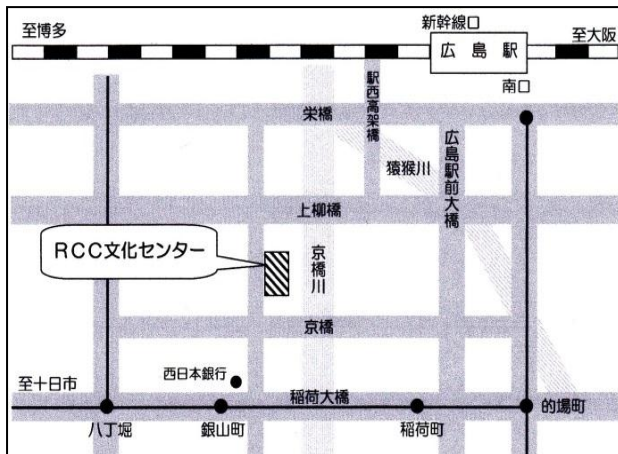 新幹線口
至博多
至大阪
広島駅
南口
駅西高架橋
栄橋
猿猴川
広島駅前大橋
上柳橋
RCC文化センター
京橋川
京橋
西日本銀行
至十日市
稲荷大橋
的場町
八丁堀
銀山町
稲荷町